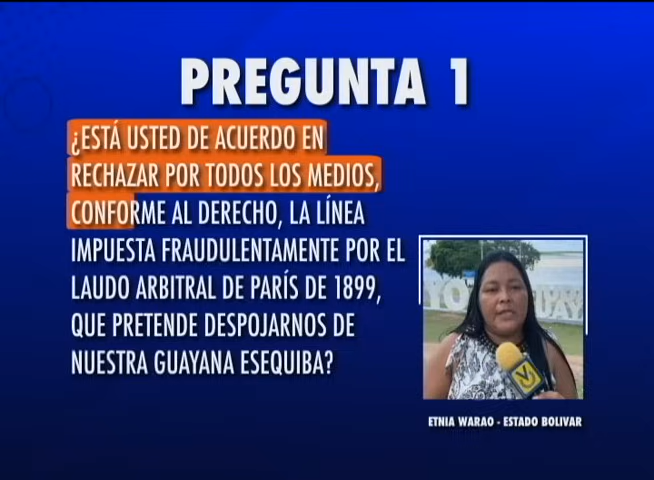 PREGUNTA 1
¿ESTÁ USTED DE ACUERDO EN
RECHAZAR POR TODOS LOS MEDIOS,
CONFORME AL DERECHO, LA LÍNEA
IMPUESTA FRAUDULENTAMENTE POR EL
LAUDO ARBITRAL DE PARÍS DE 1899,
QUE PRETENDE DESPOJARNOS DE
NUESTRA GUAYANA ESEQUIBA?
YO
ETNIA WARAO - ESTADO BOLIVAR